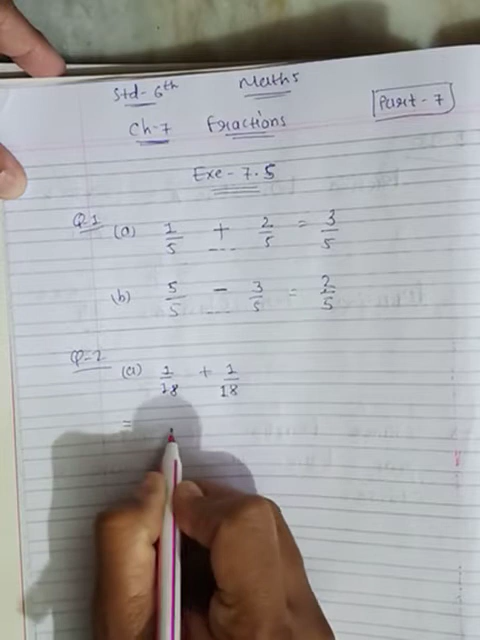 Std- 6th Maths Part - 7
Ch-7 Fractions
Exe - 7.5
Q.1 (a) 1/5 + 2/5 = 3/5
(b) 5/5 - 3/5 = 2/5
Q-2 (a) 1/18 + 1/18
=